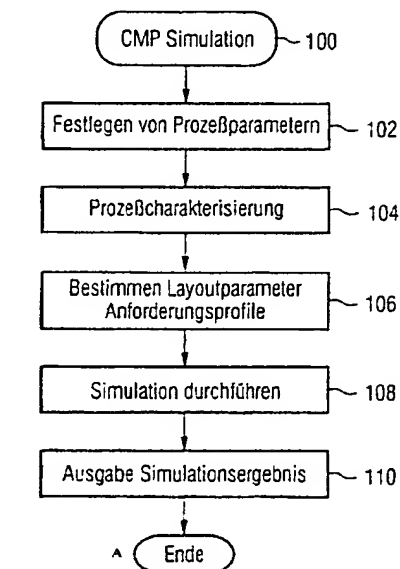 CMP Simulation
100
Festlegen von Prozeßparametern
102
Prozeßcharakterisierung
104
Bestimmen Layoutparameter
Anforderungsprofile
106
Simulation durchführen
108
Ausgabe Simulationsergebnis
110
A
Ende